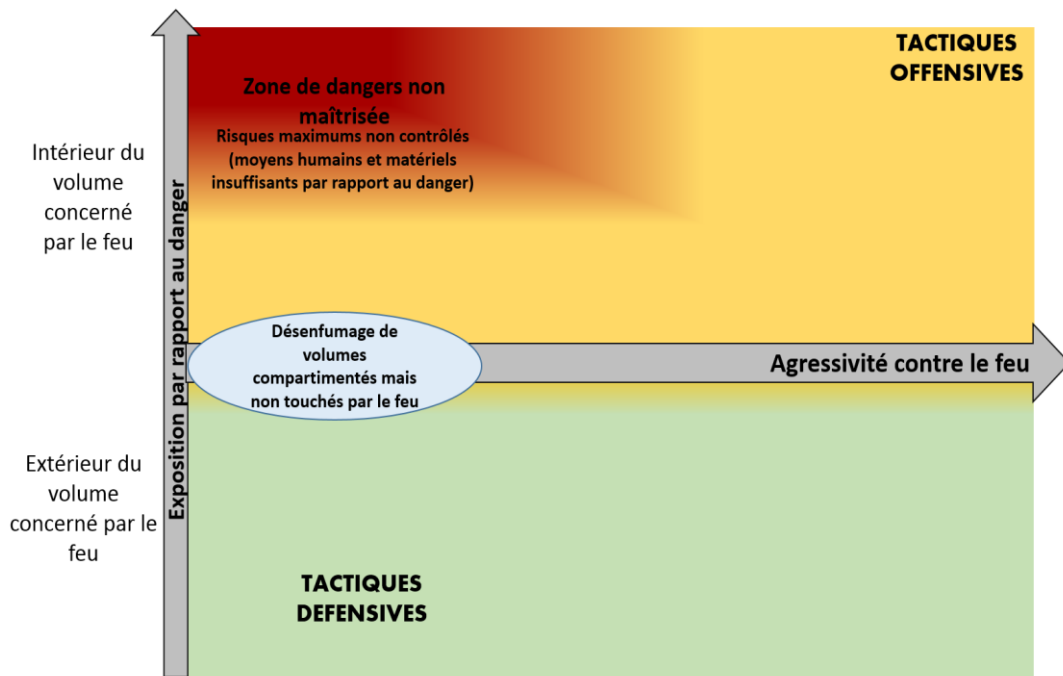 TACTIQUES
OFFENSIVES
Zone de dangers non
maîtrisée
Risques maximums non contrôlés
(moyens humains et matériels
insuffisants par rapport au danger)
Intérieur du
volume
concerné
par le feu
Exposition par rapport au danger
Désenfumage de
volumes
compartimentés mais
non touchés par le feu
Agressivité contre le feu
Extérieur du
volume
concerné par le
feu
TACTIQUES
DEFENSIVES